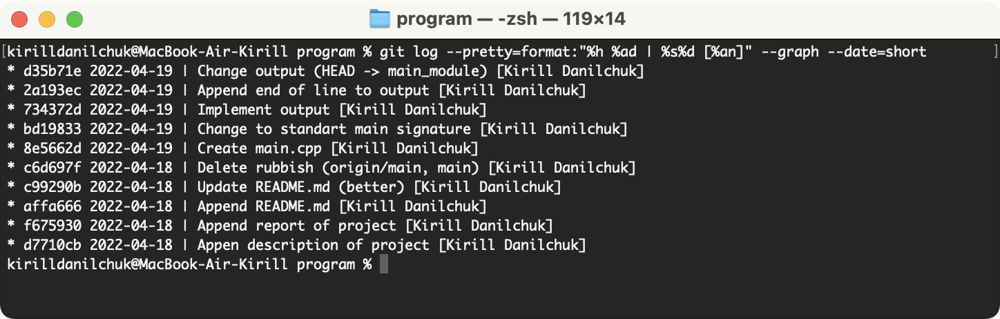 program — -zsh — 119×14
[kirilldanilchuk@MacBook-Air-Kirill program % git log --pretty=format:"%h %ad | %s%d [%an]" --graph --date=short ]
* d35b71e 2022-04-19 | Change output (HEAD -> main_module) [Kirill Danilchuk]
* 2a193ec 2022-04-19 | Append end of line to output [Kirill Danilchuk]
* 734372d 2022-04-19 | Implement output [Kirill Danilchuk]
* bd19833 2022-04-19 | Change to standart main signature [Kirill Danilchuk]
* 8e5662d 2022-04-19 | Create main.cpp [Kirill Danilchuk]
* c6d697f 2022-04-18 | Delete rubbish (origin/main, main) [Kirill Danilchuk]
* c99290b 2022-04-18 | Update README.md (better) [Kirill Danilchuk]
* affa666 2022-04-18 | Append README.md [Kirill Danilchuk]
* f675930 2022-04-18 | Append report of project [Kirill Danilchuk]
* d7710cb 2022-04-18 | Appen description of project [Kirill Danilchuk]
kirilldanilchuk@MacBook-Air-Kirill program %